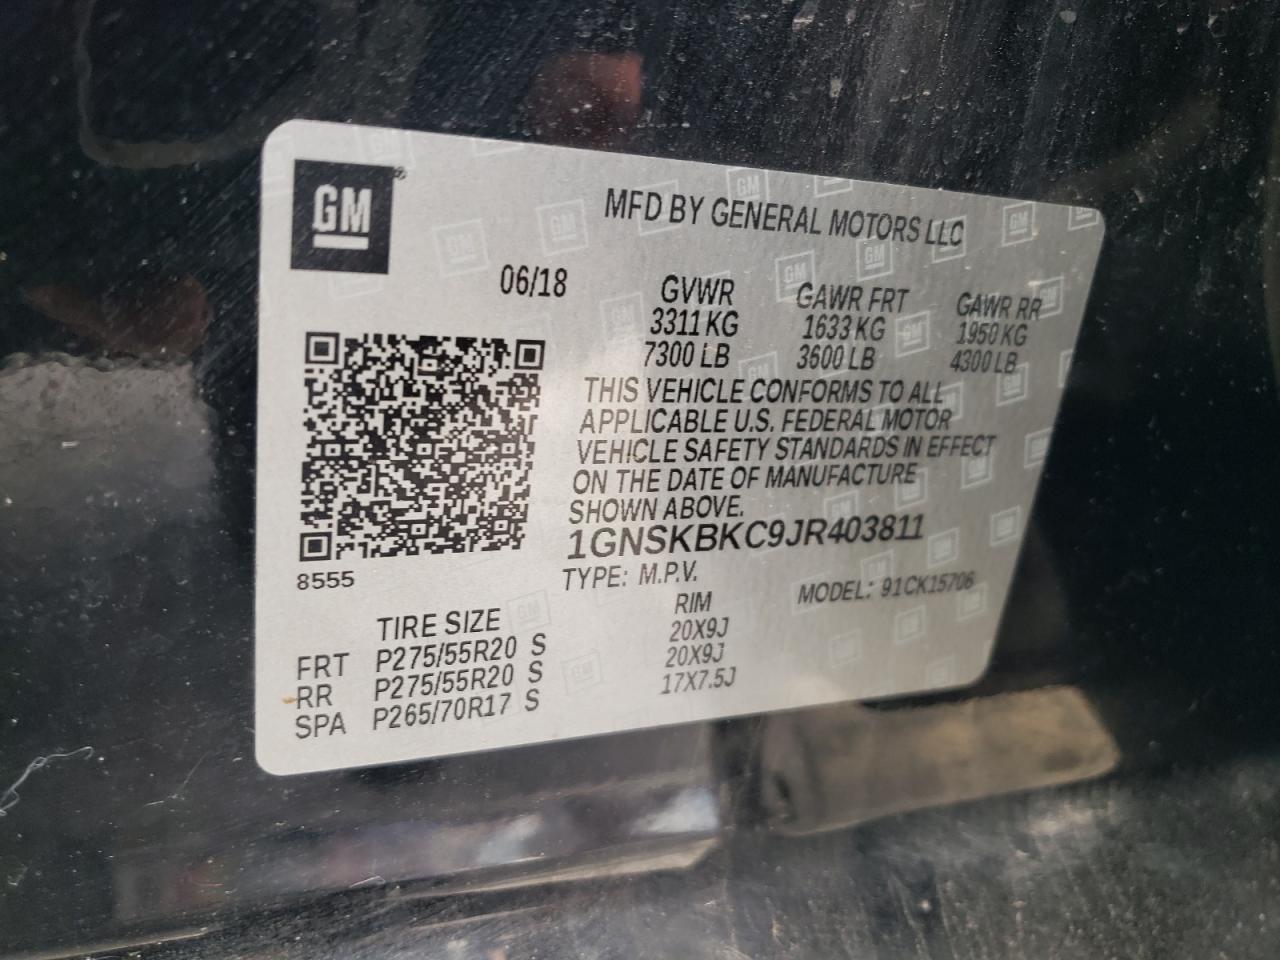 GM®
MFD BY GENERAL MOTORS LLC
06/18
GVWR GAWR FRT GAWR RR
3311 KG 1633 KG 1950 KG
7300 LB 3600 LB 4300 LB
THIS VEHICLE CONFORMS TO ALL
APPLICABLE U.S. FEDERAL MOTOR
VEHICLE SAFETY STANDARDS IN EFFECT
ON THE DATE OF MANUFACTURE
SHOWN ABOVE.
1GNSKBKC9JR403811
8555
TYPE: M.P.V. MODEL: 91CK15706
TIRE SIZE RIM
FRT P275/55R20 S 20X9J
RR P275/55R20 S 20X9J
SPA P265/70R17 S 17X7.5J